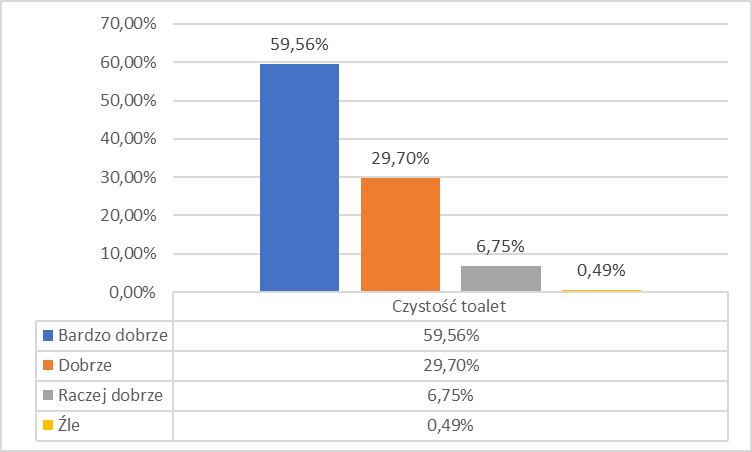 70,00%
60,00%
50,00%
40,00%
30,00%
20,00%
10,00%
0,00%
59,56%
29,70%
6,75%
0,49%
Czystość toalet
Bardzo dobrze 59,56%
Dobrze 29,70%
Raczej dobrze 6,75%
Źle 0,49%